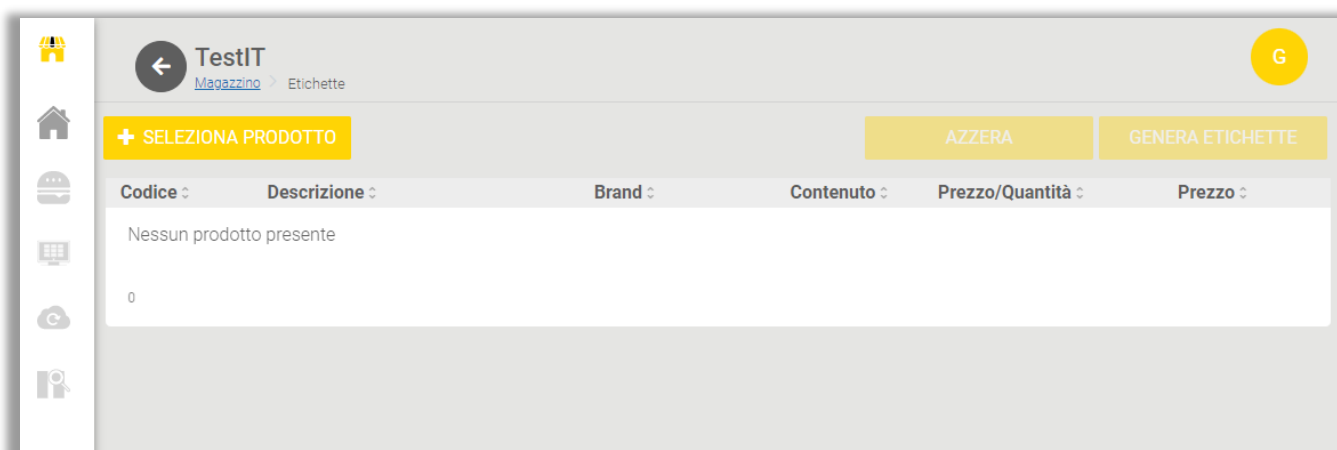 TestIT
G
Magazzino > Etichette
+ SELEZIONA PRODOTTO AZZERA GENERA ETICHETTE
Codice Descrizione Brand Contenuto Prezzo/Quantità Prezzo
Nessun prodotto presente
0